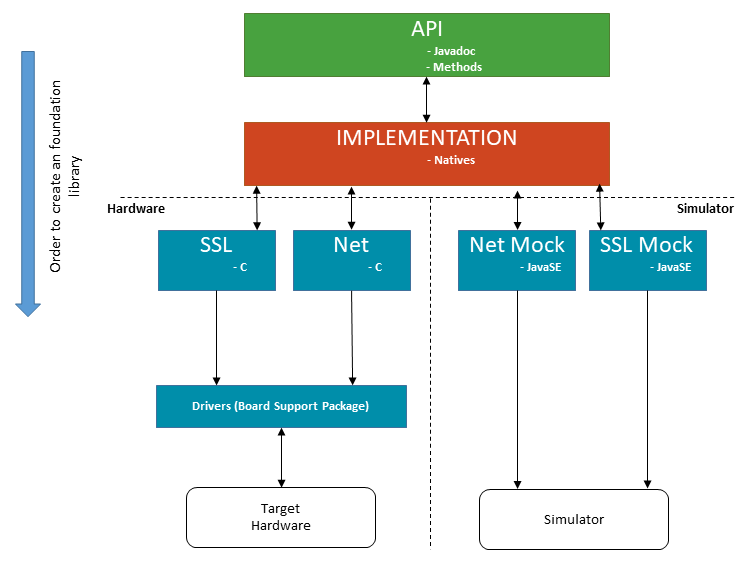 API
- Javadoc
- Methods
Order to create an foundation
library
IMPLEMENTATION
- Natives
Hardware
Simulator
SSL
- C
Net
- C
Net Mock
- JavaSE
SSL Mock
- JavaSE
Drivers (Board Support Package)
Target
Hardware
Simulator